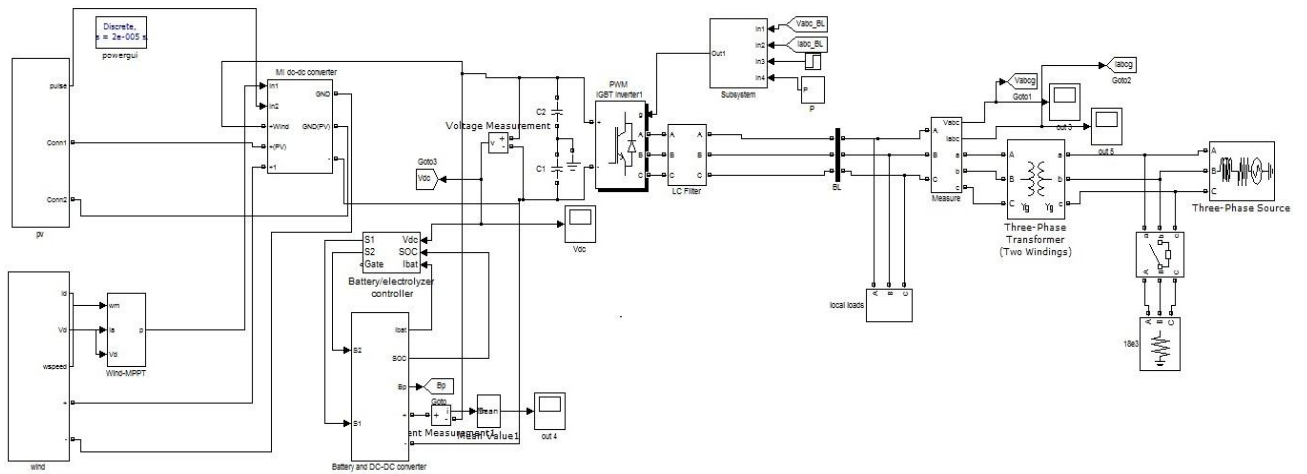 Discrete,
s = 2e-005 s.
powergui
pulse
Conn1
Conn2
pv
MI dc-dc converter
In1
In2
+Wind
+(PV)
+1
GND
GND(PV)
-
Voltage Measurement
+
v
-
Goto3
Vdc
C2
C1
PWM
IGBT Inverter1
g
+
-
A
B
C
A
B
C
A
B
C
LC Filter
Out1
In1
In2
In3
In4
Subsystem
Vabc_BL
Iabc_BL
P
P
BL
Vabc
Iabc
A
B
C
a
b
c
Measure
Vabcg
Goto1
Iabcg
Goto2
out 3
out 5
A
B
C
a
b
c
Yg
Yg
Three-Phase
Transformer
(Two Windings)
A
B
C
Three-Phase Source
a
b
c
A
B
C
A
B
C
18e3
A
B
C
local loads
Vdc
S1
S2
Gate
Vdc
SOC
Ibat
Battery/electrolyzer
controller
Id
Vd
wspeed
+
-
wind
wm
Ia
Vd
p
Wind-MPPT
S2
S1
Ibat
SOC
Bp
+
-
Battery and DC-DC converter
Bp
Goto
+
i
-
ent Measurement1
Mean
Mean Value1
out 4